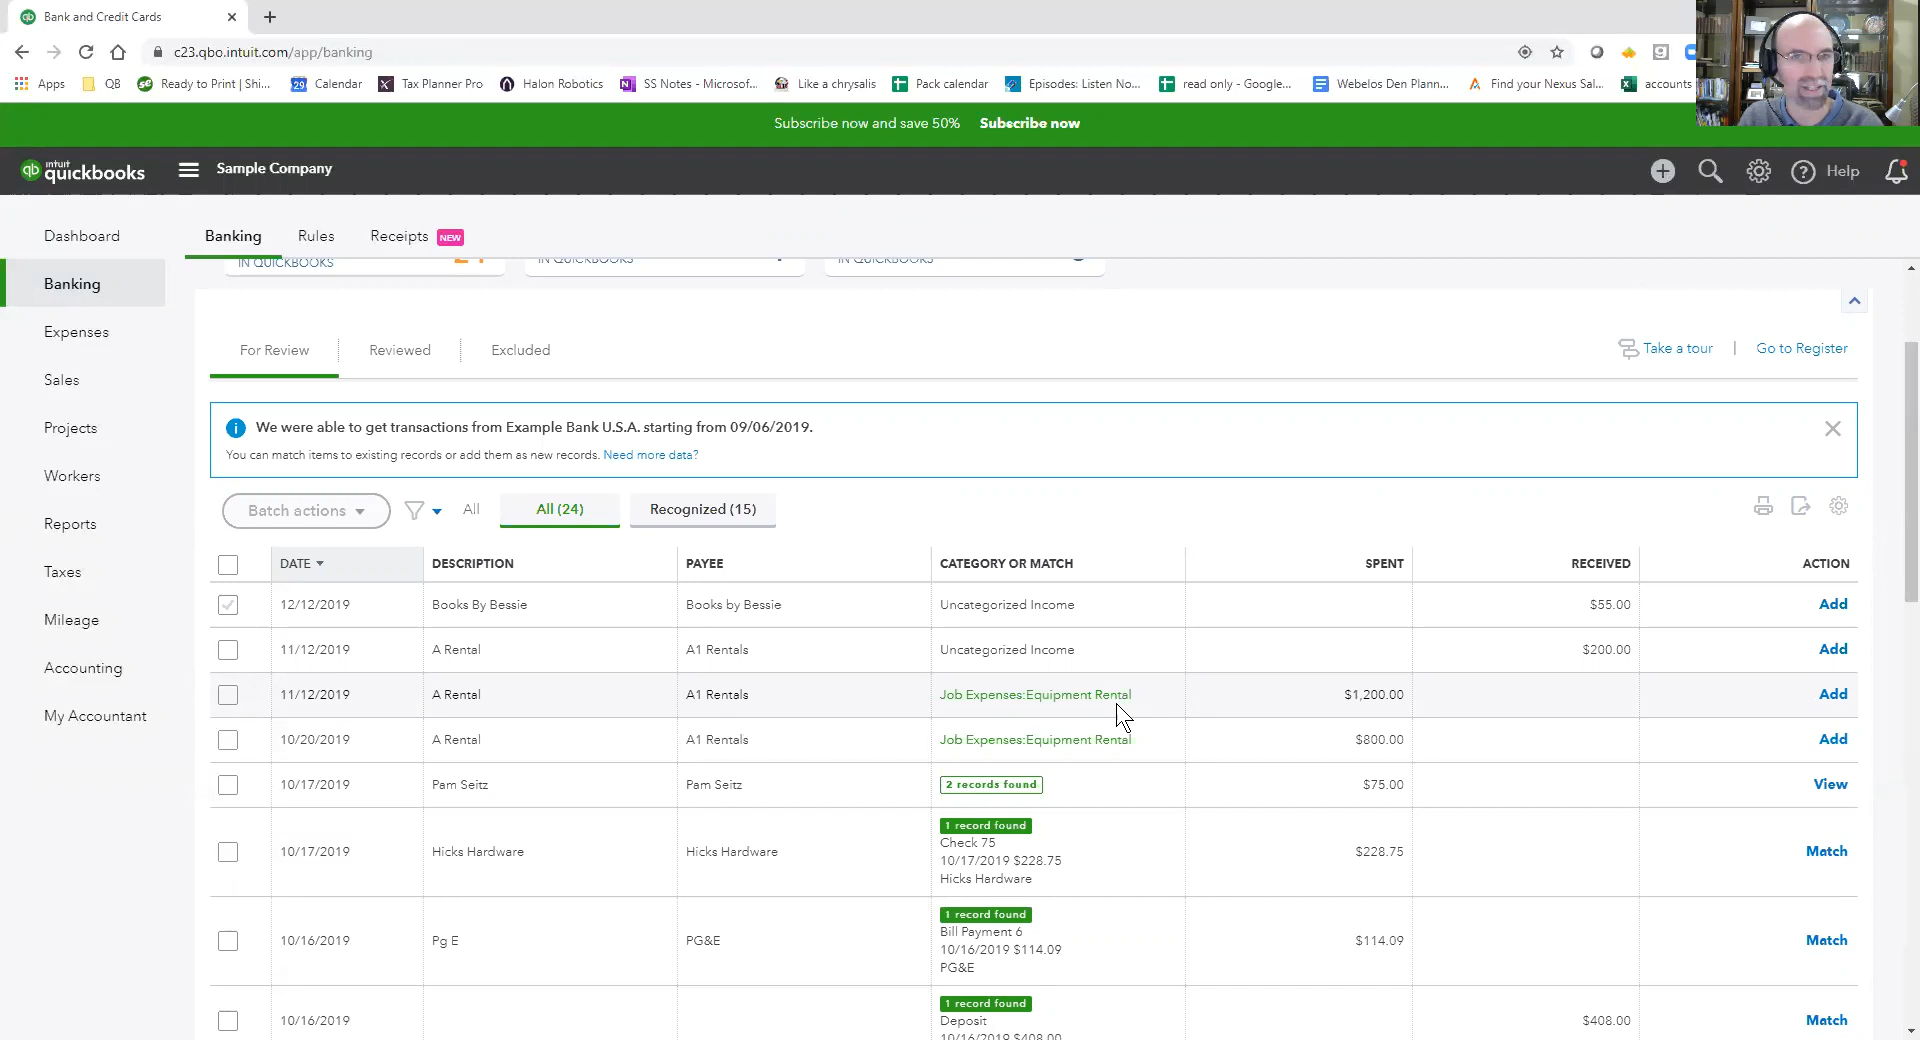 Bank and Credit Cards
c23.qbo.intuit.com/app/banking
Apps QB Ready to Print | Shi... Calendar Tax Planner Pro Halon Robotics SS Notes - Microsof... Like a chrysalis Pack calendar Episodes: Listen No... read only - Google... Webelos Den Plann... Find your Nexus Sal... accounts
Subscribe now and save 50% Subscribe now
intuit quickbooks Sample Company Help
Dashboard Banking Rules Receipts NEW
IN QUICKBOOKS IN QUICKBOOKS IN QUICKBOOKS
Banking
Expenses
Sales
Projects
Workers
Reports
Taxes
Mileage
Accounting
My Accountant
For Review Reviewed Excluded Take a tour | Go to Register
We were able to get transactions from Example Bank U.S.A. starting from 09/06/2019.
You can match items to existing records or add them as new records. Need more data?
Batch actions All All (24) Recognized (15)
DATE DESCRIPTION PAYEE CATEGORY OR MATCH SPENT RECEIVED ACTION
12/12/2019 Books By Bessie Books by Bessie Uncategorized Income $55.00 Add
11/12/2019 A Rental A1 Rentals Uncategorized Income $200.00 Add
11/12/2019 A Rental A1 Rentals Job Expenses:Equipment Rental $1,200.00 Add
10/20/2019 A Rental A1 Rentals Job Expenses:Equipment Rental $800.00 Add
10/17/2019 Pam Seitz Pam Seitz 2 records found $75.00 View
1 record found
Check 75
10/17/2019 Hicks Hardware Hicks Hardware 10/17/2019 $228.75 $228.75 Match
Hicks Hardware
1 record found
Bill Payment 6
10/16/2019 Pg E PG&E 10/16/2019 $114.09 $114.09 Match
PG&E
1 record found
10/16/2019 Deposit $408.00 Match
10/16/2019 $408.00